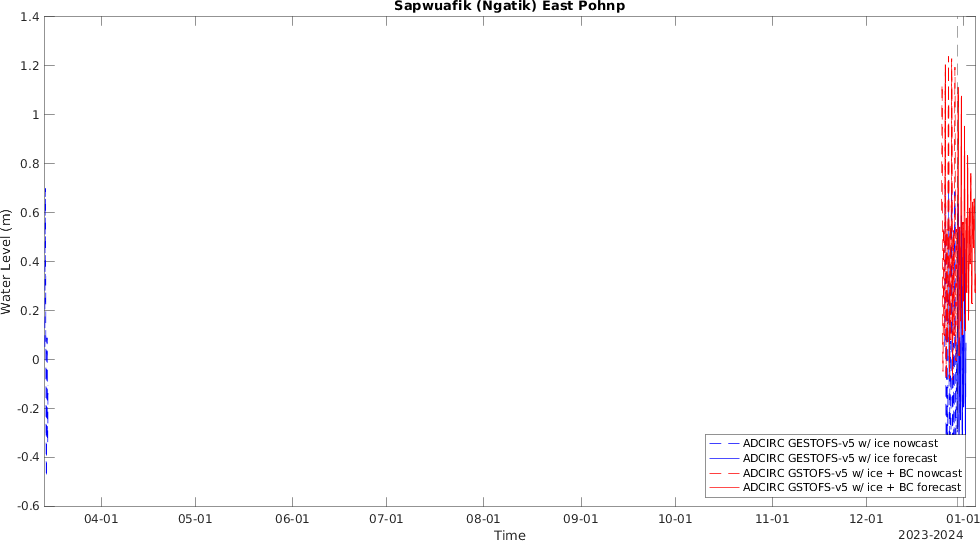 Sapwuafik (Ngatik) East Pohnp
1.4
1.2
1
0.8
0.6
0.4
0.2
0
-0.2
-0.4
-0.6
Water Level (m)
04-01 05-01 06-01 07-01 08-01 09-01 10-01 11-01 12-01 01-01
Time
2023-2024
ADCIRC GESTOFS-v5 w/ ice nowcast
ADCIRC GESTOFS-v5 w/ ice forecast
ADCIRC GSTOFS-v5 w/ ice + BC nowcast
ADCIRC GSTOFS-v5 w/ ice + BC forecast